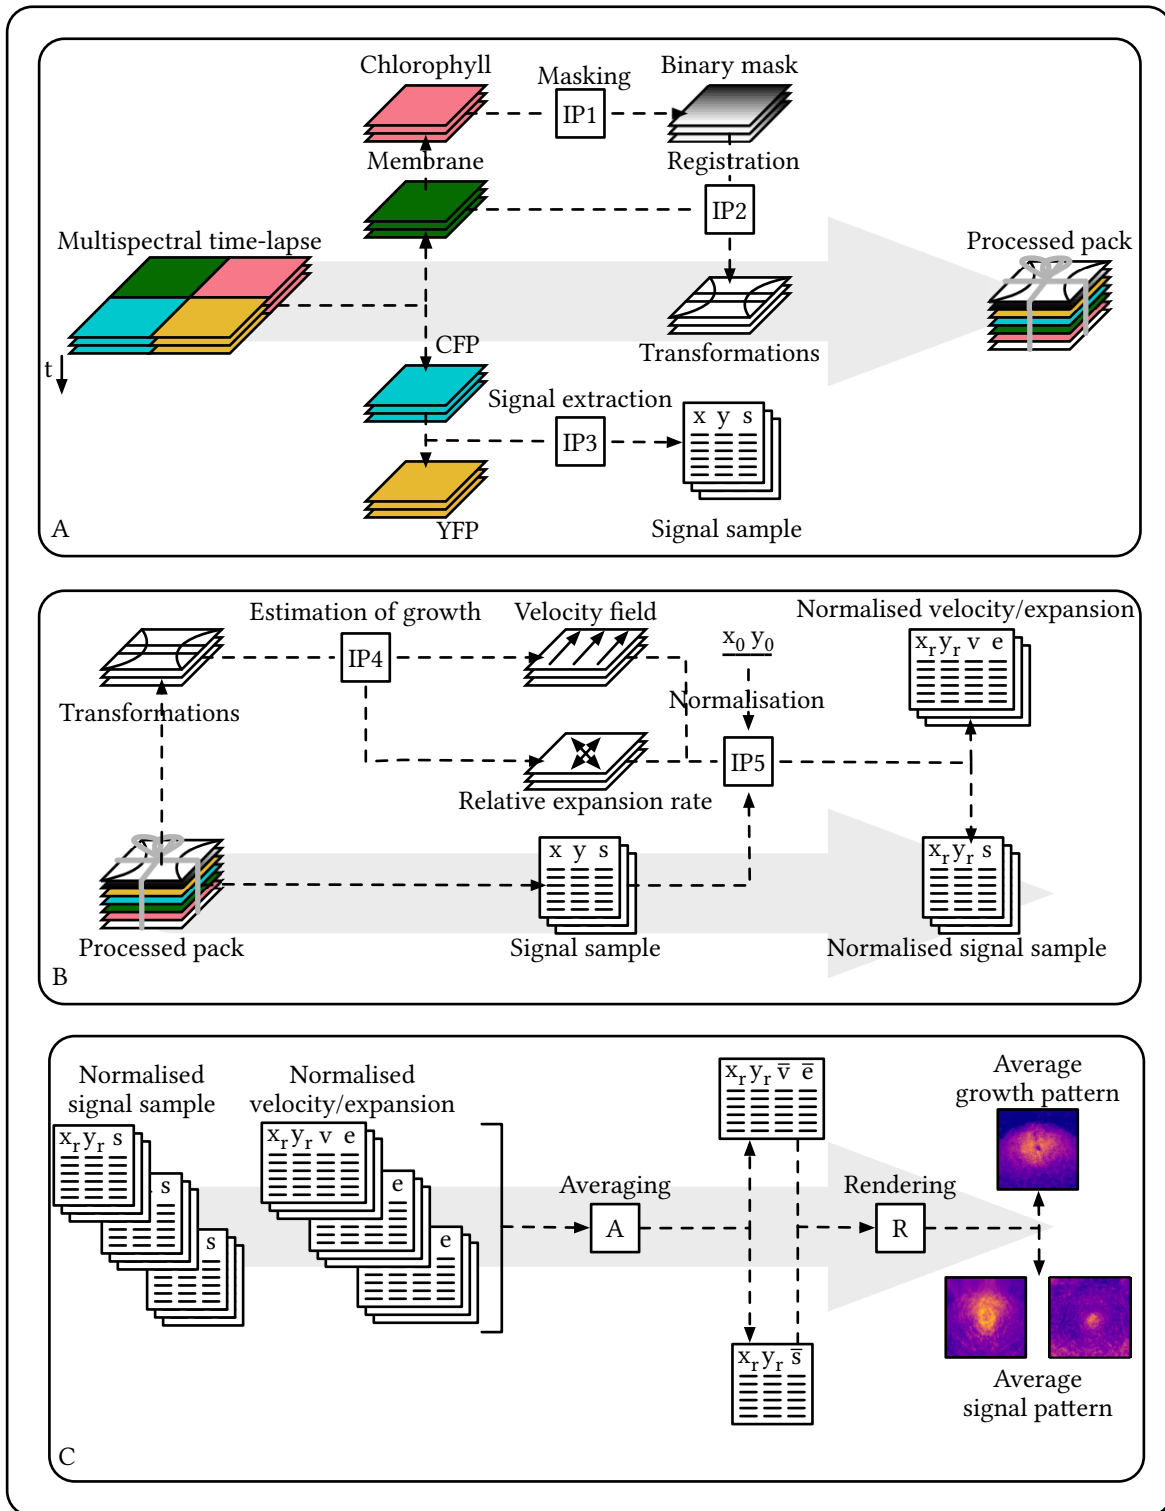 Chlorophyll
Masking
Binary mask
IP1
Membrane
Registration
IP2
Multispectral time-lapse
Processed pack
t
CFP
Transformations
Signal extraction
x y s
IP3
YFP
Signal sample
A
Estimation of growth
Velocity field
Normalised velocity/expansion
x₀ y₀
xᵣ yᵣ v e
IP4
Transformations
Normalisation
IP5
Relative expansion rate
x y s
xᵣ yᵣ s
Processed pack
Signal sample
Normalised signal sample
B
Normalised
signal sample
Normalised
velocity/expansion
xᵣ yᵣ v̄ ē
Average
growth pattern
xᵣ yᵣ s
s
s
xᵣ yᵣ v e
e
e
Averaging
A
Rendering
R
xᵣ yᵣ s̄
Average
signal pattern
C